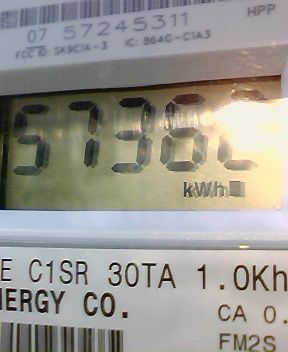 HPP
07 57245311
FCC ID: SK9C1A-3 IC: 864G-C1A3
kWh
E C1SR 30TA 1.0Kh
NERGY CO.
CA 0.
FM2S